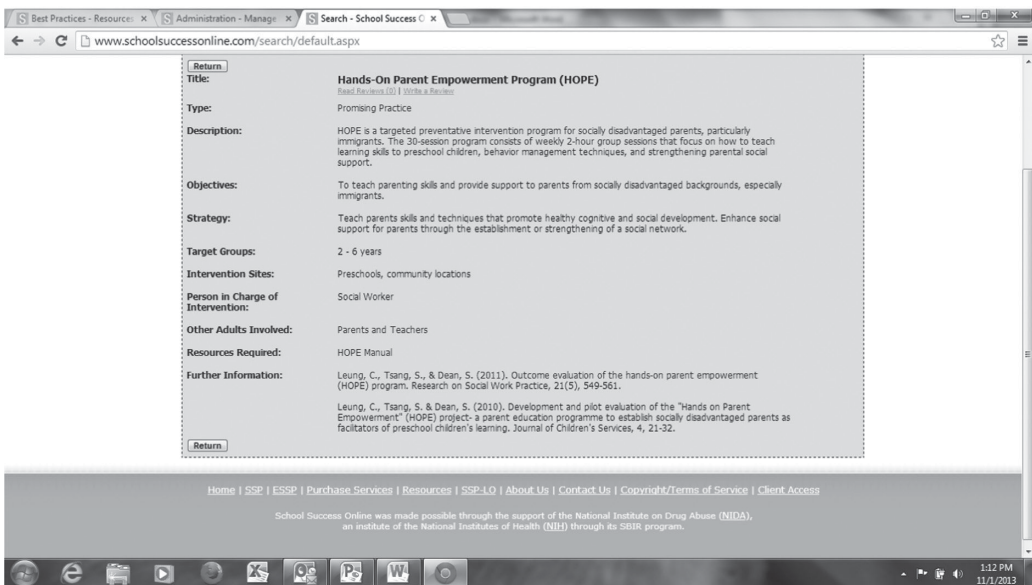 Best Practices - Resources
Administration - Manage
Search - School Success O
www.schoolsuccessonline.com/search/default.aspx
Return
Title: Hands-On Parent Empowerment Program (HOPE)
Read Reviews (0) | Write a Review
Type: Promising Practice
Description: HOPE is a targeted preventative intervention program for socially disadvantaged parents, particularly
immigrants. The 30-session program consists of weekly 2-hour group sessions that focus on how to teach
learning skills to preschool children, behavior management techniques, and strengthening parental social
support.
Objectives: To teach parenting skills and provide support to parents from socially disadvantaged backgrounds, especially
immigrants.
Strategy: Teach parents skills and techniques that promote healthy cognitive and social development. Enhance social
support for parents through the establishment or strengthening of a social network.
Target Groups: 2 - 6 years
Intervention Sites: Preschools, community locations
Person in Charge of Social Worker
Intervention:
Other Adults Involved: Parents and Teachers
Resources Required: HOPE Manual
Further Information: Leung, C., Tsang, S., & Dean, S. (2011). Outcome evaluation of the hands-on parent empowerment
(HOPE) program. Research on Social Work Practice, 21(5), 549-561.
Leung, C., Tsang, S. & Dean, S. (2010). Development and pilot evaluation of the "Hands on Parent
Empowerment" (HOPE) project- a parent education programme to establish socially disadvantaged parents as
facilitators of preschool children's learning. Journal of Children's Services, 4, 21-32.
Return
Home | SSP | ESSP | Purchase Services | Resources | SSP-LO | About Us | Contact Us | Copyright/Terms of Service | Client Access
School Success Online was made possible through the support of the National Institute on Drug Abuse (NIDA),
an institute of the National Institutes of Health (NIH) through its SBIR program.
1:12 PM
11/1/2013